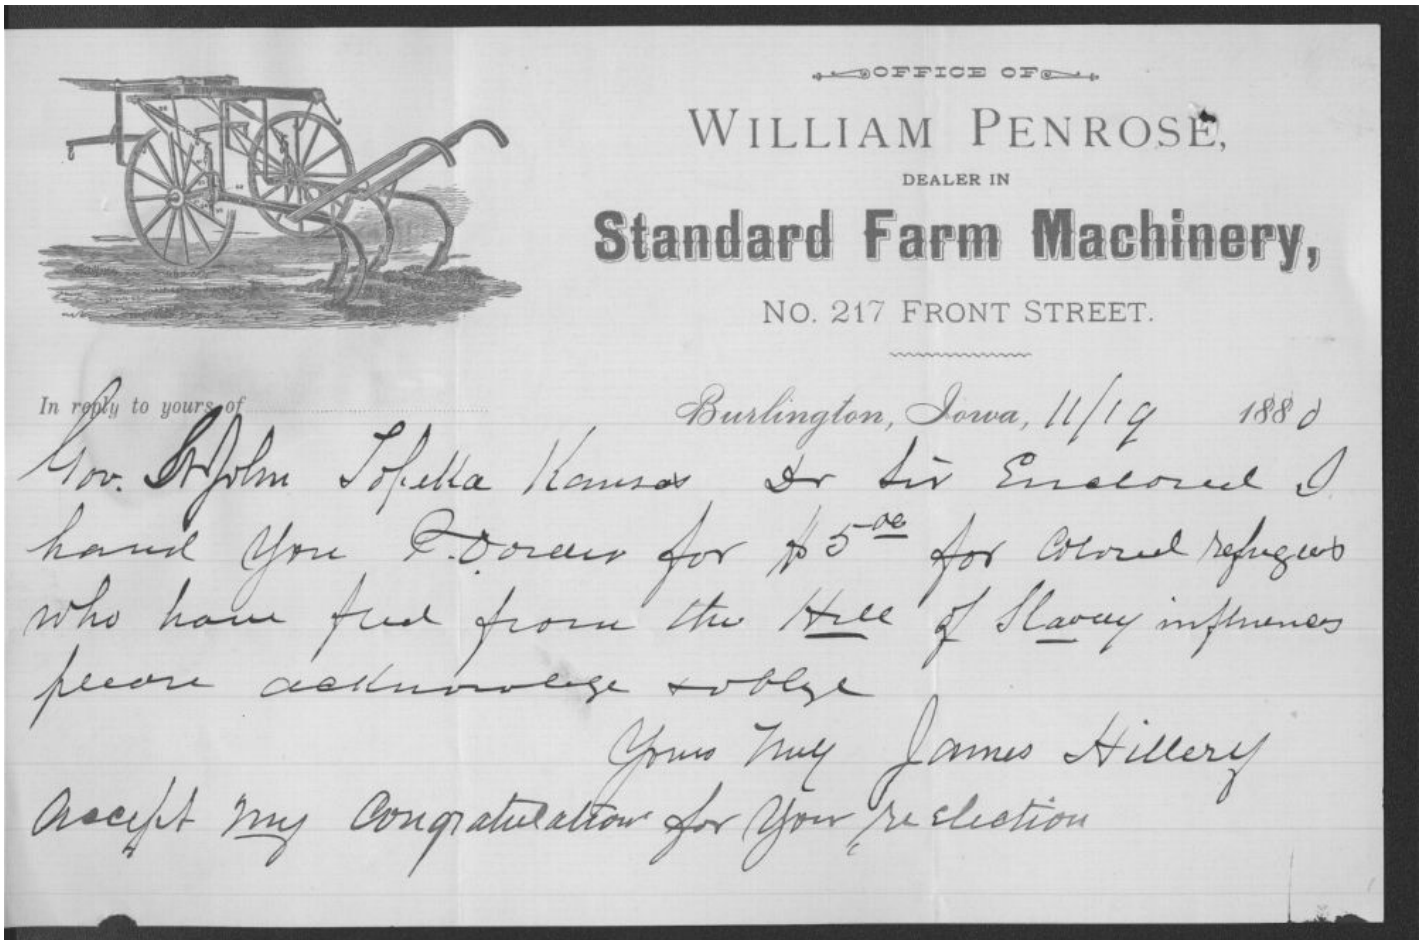 OFFICE OF
WILLIAM PENROSE,
DEALER IN
Standard Farm Machinery,
NO. 217 FRONT STREET.
In reply to yours of
Burlington, Iowa, 11/19 1880
Gov. St John Topeka Kansas Dr Sir Enclosed I
hand You P.Order for $5 00 for Colored refugees
who have fled from the Hell of Slavery influences
please acknowlege & oblige
Yours truly James Hillery
accept my Congratulation for Your reelection